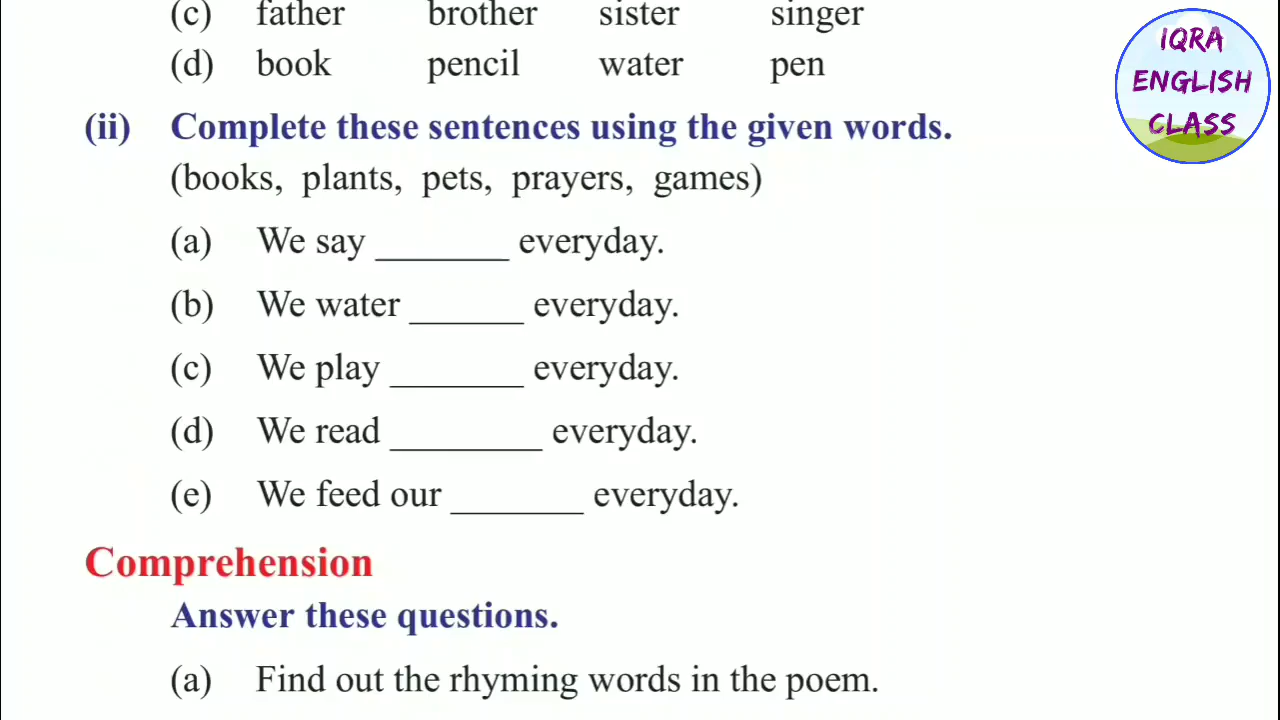 (c) father brother sister singer
(d) book pencil water pen
(ii) Complete these sentences using the given words.
(books, plants, pets, prayers, games)
(a) We say _______ everyday.
(b) We water ______ everyday.
(c) We play _______ everyday.
(d) We read ________ everyday.
(e) We feed our _______ everyday.
Comprehension
Answer these questions.
(a) Find out the rhyming words in the poem.
IQRA
ENGLISH
CLASS